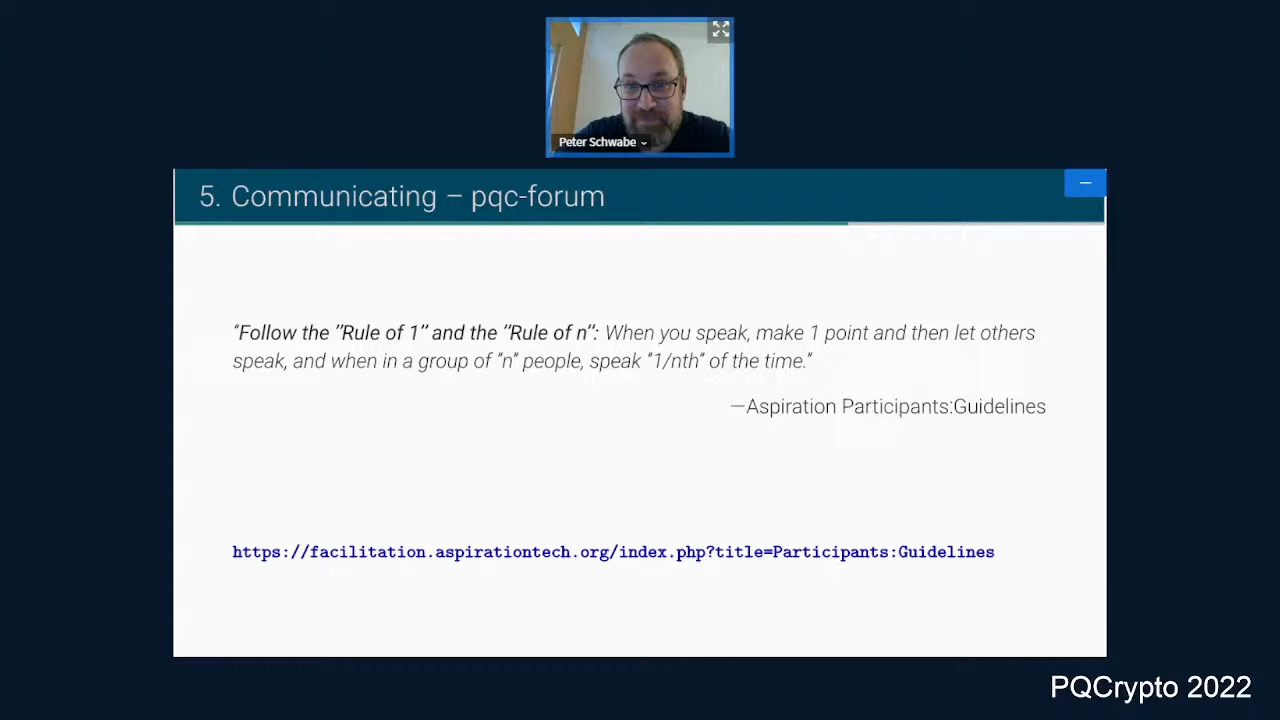 Peter Schwabe
5. Communicating – pqc-forum
“Follow the "Rule of 1” and the "Rule of n”: When you speak, make 1 point and then let others
speak, and when in a group of “n” people, speak “1/nth” of the time.”
—Aspiration Participants:Guidelines
https://facilitation.aspirationtech.org/index.php?title=Participants:Guidelines
PQCrypto 2022